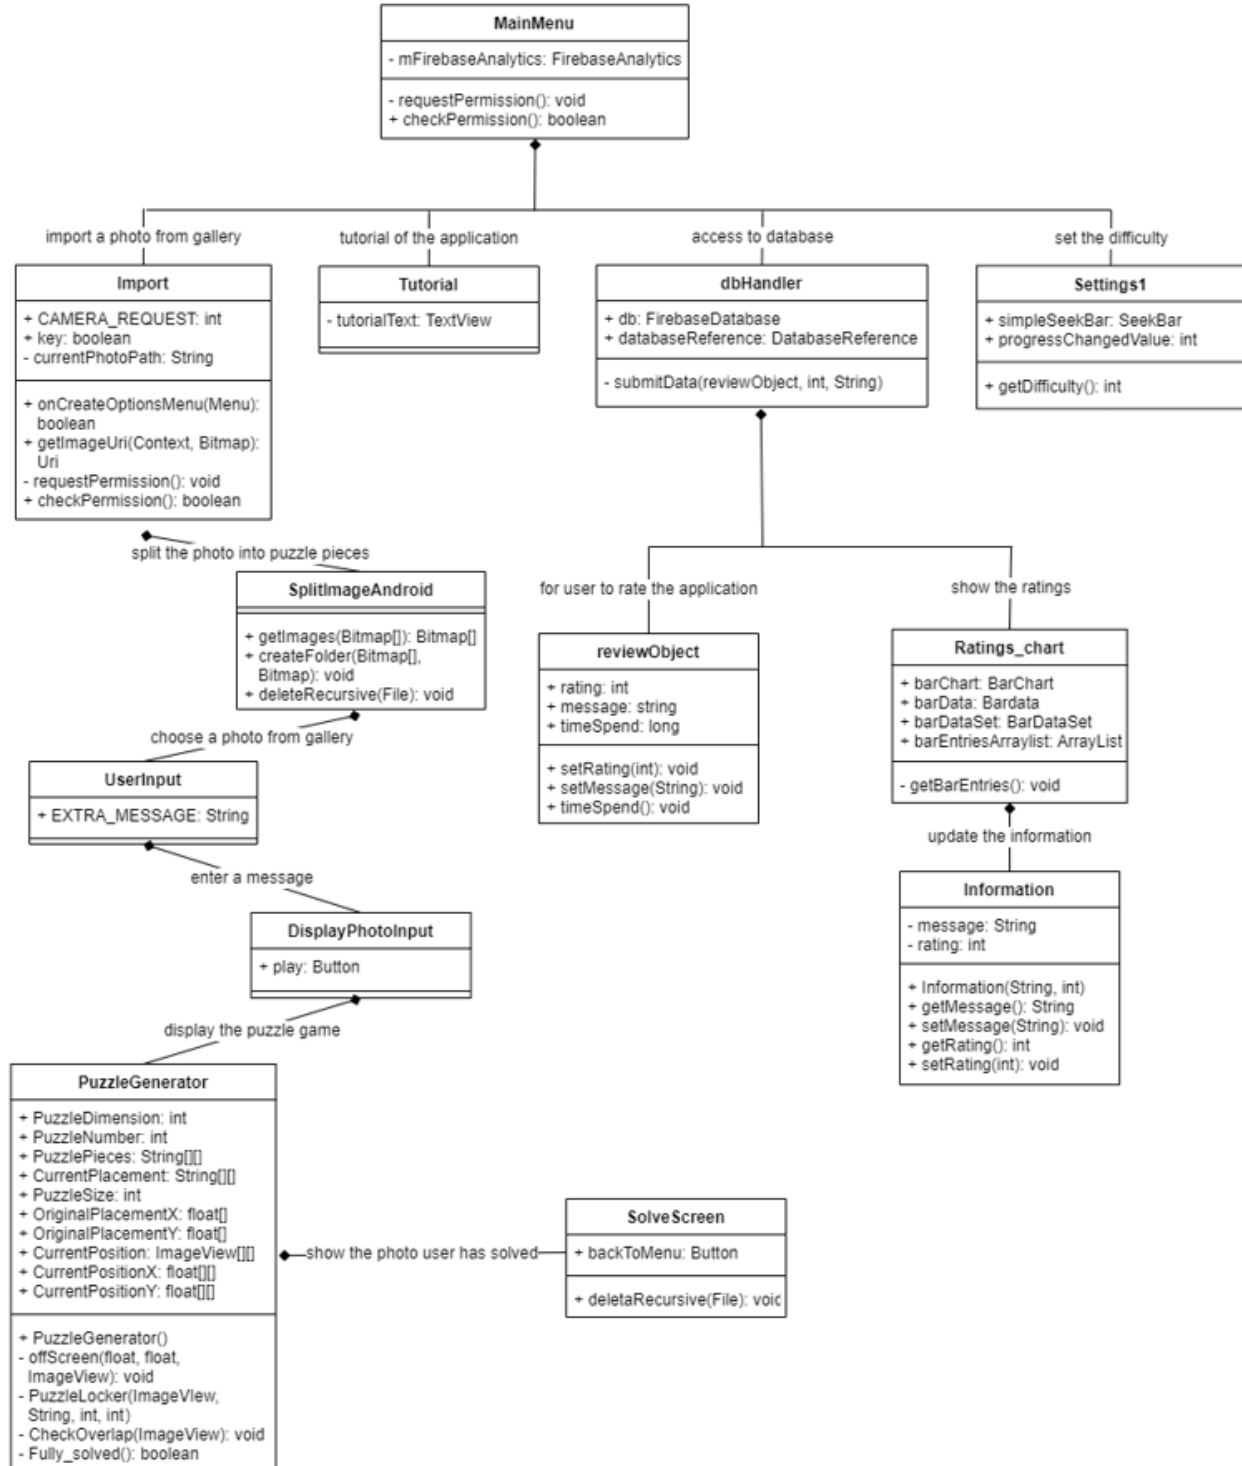 MainMenu
- mFirebaseAnalytics: FirebaseAnalytics
- requestPermission(): void
+ checkPermission(): boolean
import a photo from gallery
tutorial of the application
access to database
set the difficulty
Import
+ CAMERA_REQUEST: int
+ key: boolean
- currentPhotoPath: String
+ onCreateOptionsMenu(Menu):
boolean
+ getImageUri(Context, Bitmap):
Uri
- requestPermission(): void
+ checkPermission(): boolean
Tutorial
- tutorialText: TextView
dbHandler
+ db: FirebaseDatabase
+ databaseReference: DatabaseReference
- submitData(reviewObject, int, String)
Settings1
+ simpleSeekBar: SeekBar
+ progressChangedValue: int
+ getDifficulty(): int
split the photo into puzzle pieces
SplitImageAndroid
+ getImages(Bitmap[]): Bitmap[]
+ createFolder(Bitmap[],
Bitmap): void
+ deleteRecursive(File): void
for user to rate the application
show the ratings
reviewObject
+ rating: int
+ message: string
+ timeSpend: long
+ setRating(int): void
+ setMessage(String): void
+ timeSpend(): void
Ratings_chart
+ barChart: BarChart
+ barData: Bardata
+ barDataSet: BarDataSet
+ barEntriesArraylist: ArrayList
- getBarEntries(): void
choose a photo from gallery
UserInput
+ EXTRA_MESSAGE: String
update the information
enter a message
Information
- message: String
- rating: int
+ Information(String, int)
+ getMessage(): String
+ setMessage(String): void
+ getRating(): int
+ setRating(int): void
DisplayPhotoInput
+ play: Button
display the puzzle game
PuzzleGenerator
+ PuzzleDimension: int
+ PuzzleNumber: int
+ PuzzlePieces: String[][]
+ CurrentPlacement: String[][]
+ PuzzleSize: int
+ OriginalPlacementX: float[]
+ OriginalPlacementY: float[]
+ CurrentPosition: ImageView[][]
+ CurrentPositionX: float[][]
+ CurrentPositionY: float[][]
+ PuzzleGenerator()
- offScreen(float, float,
ImageView): void
- PuzzleLocker(ImageVIew,
String, int, int)
- CheckOverlap(ImageView): void
- Fully_solved(): boolean
show the photo user has solved
SolveScreen
+ backToMenu: Button
+ deletaRecursive(File): void